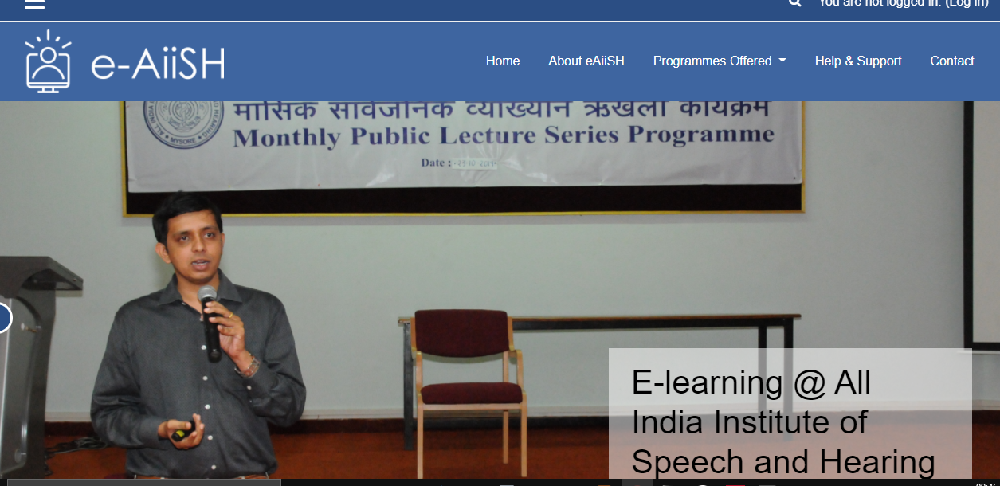 You are not logged in. (Log in)
e-AiiSH
Home
About eAiiSH
Programmes Offered
Help & Support
Contact
मासिक सार्वजनिक व्याख्यान श्रृंखला कार्यक्रम
Monthly Public Lecture Series Programme
Date :
MYSORE
E-learning @ All
India Institute of
Speech and Hearing